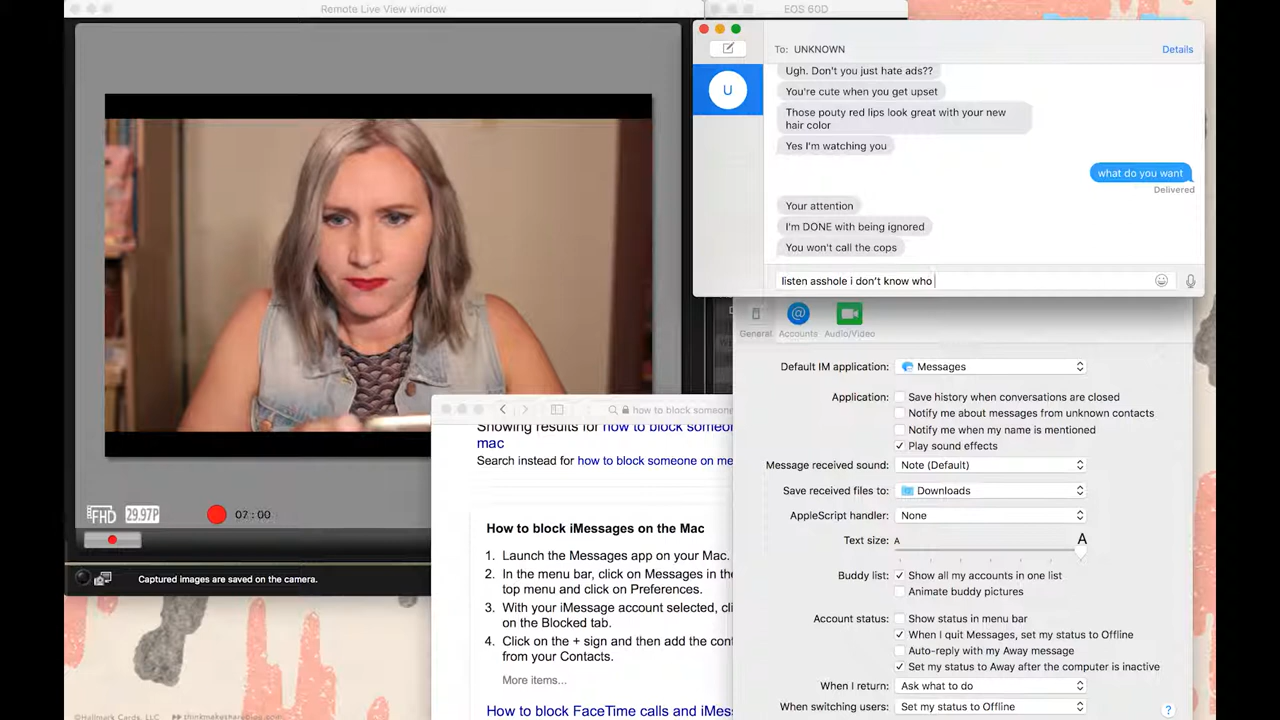 Remote Live View window
EOS 60D
To: UNKNOWN
Details
U
Ugh. Don't you just hate ads??
You're cute when you get upset
Those pouty red lips look great with your new
hair color
Yes I'm watching you
what do you want
Delivered
Your attention
I'm DONE with being ignored
You won't call the cops
listen asshole i don't know who
General
Accounts
Audio/Video
Default IM application:
Messages
Application:
Save history when conversations are closed
Notify me about messages from unknown contacts
Notify me when my name is mentioned
Play sound effects
Message received sound:
Note (Default)
Save received files to:
Downloads
AppleScript handler:
None
Text size:
A
A
Buddy list:
Show all my accounts in one list
Animate buddy pictures
Account status:
Show status in menu bar
When I quit Messages, set my status to Offline
Auto-reply with my Away message
Set my status to Away after the computer is inactive
When I return:
Ask what to do
When switching users:
Set my status to Offline
?
how to block someone
Showing results for how to block someo
mac
Search instead for how to block someone on me
How to block iMessages on the Mac
1. Launch the Messages app on your Mac.
2. In the menu bar, click on Messages in the
top menu and click on Preferences.
3. With your iMessage account selected, cli
on the Blocked tab.
4. Click on the + sign and then add the cont
from your Contacts.
More items...
How to block FaceTime calls and iMes
FHD
29.97P
07:00
Captured images are saved on the camera.
©Hallmark Cards, LLC
thinkmakeshareblog.com